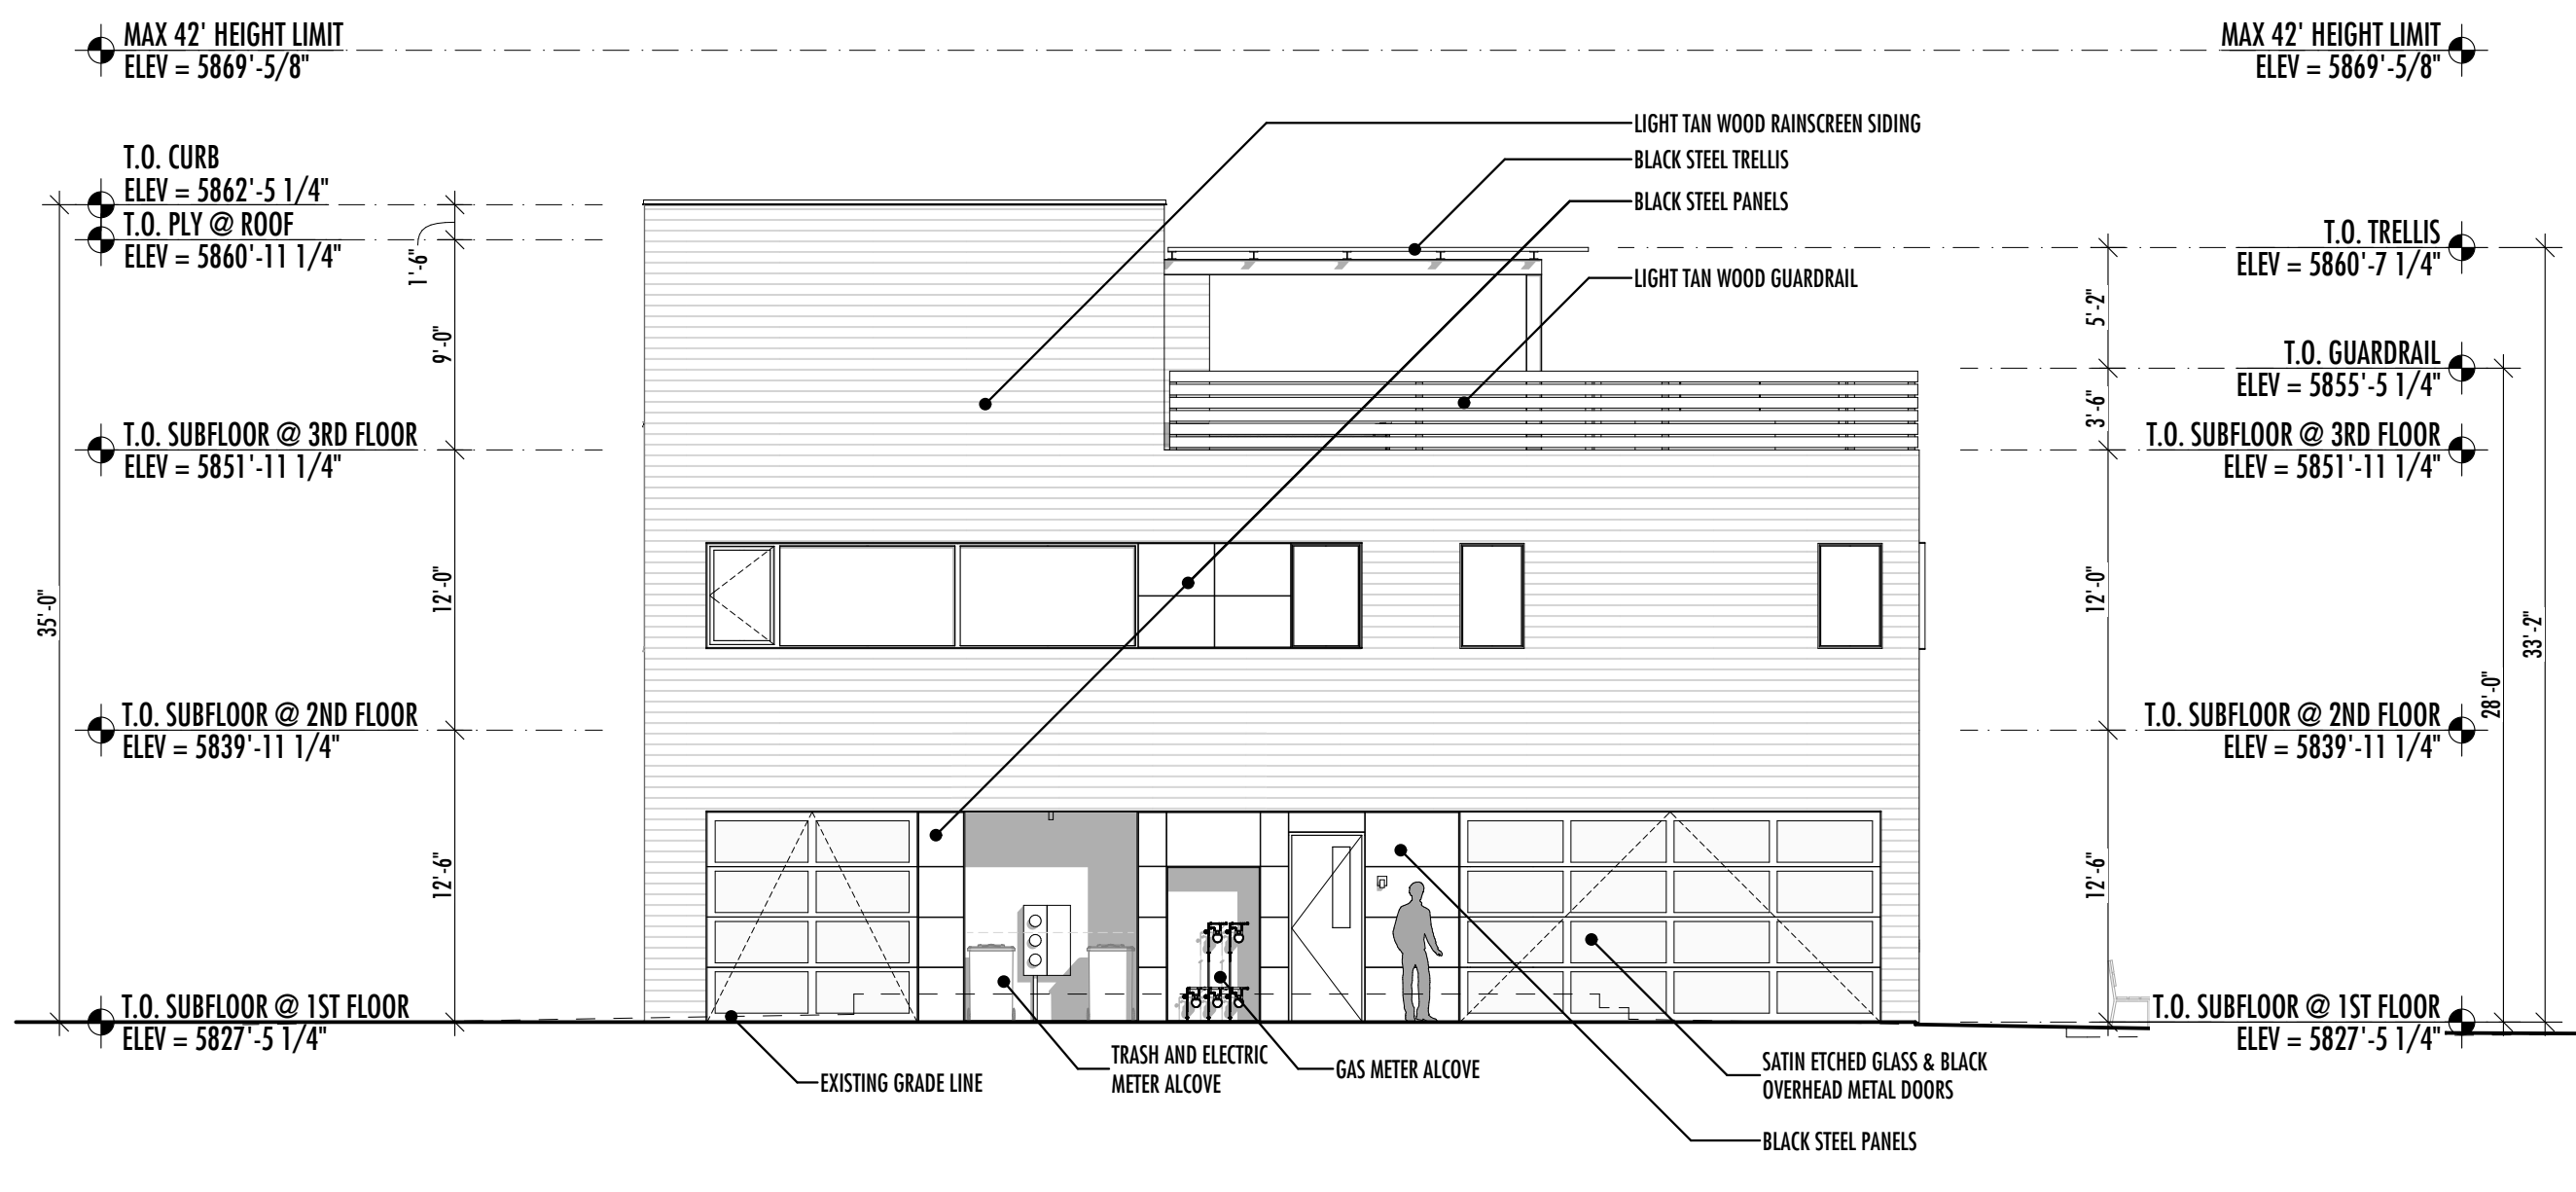 MAX 42' HEIGHT LIMIT
ELEV = 5869'-5/8"
MAX 42' HEIGHT LIMIT
ELEV = 5869'-5/8"
LIGHT TAN WOOD RAINSCREEN SIDING
BLACK STEEL TRELLIS
BLACK STEEL PANELS
LIGHT TAN WOOD GUARDRAIL
T.O. CURB
ELEV = 5862'-5 1/4"
T.O. PLY @ ROOF
ELEV = 5860'-11 1/4"
1'-6"
9'-0"
T.O. SUBFLOOR @ 3RD FLOOR
ELEV = 5851'-11 1/4"
12'-0"
35'-0"
T.O. SUBFLOOR @ 2ND FLOOR
ELEV = 5839'-11 1/4"
12'-6"
T.O. SUBFLOOR @ 1ST FLOOR
ELEV = 5827'-5 1/4"
T.O. TRELLIS
ELEV = 5860'-7 1/4"
5'-2"
T.O. GUARDRAIL
ELEV = 5855'-5 1/4"
3'-6"
T.O. SUBFLOOR @ 3RD FLOOR
ELEV = 5851'-11 1/4"
12'-0"
33'-2"
28'-0"
T.O. SUBFLOOR @ 2ND FLOOR
ELEV = 5839'-11 1/4"
12'-6"
T.O. SUBFLOOR @ 1ST FLOOR
ELEV = 5827'-5 1/4"
EXISTING GRADE LINE
TRASH AND ELECTRIC
METER ALCOVE
GAS METER ALCOVE
SATIN ETCHED GLASS & BLACK
OVERHEAD METAL DOORS
BLACK STEEL PANELS